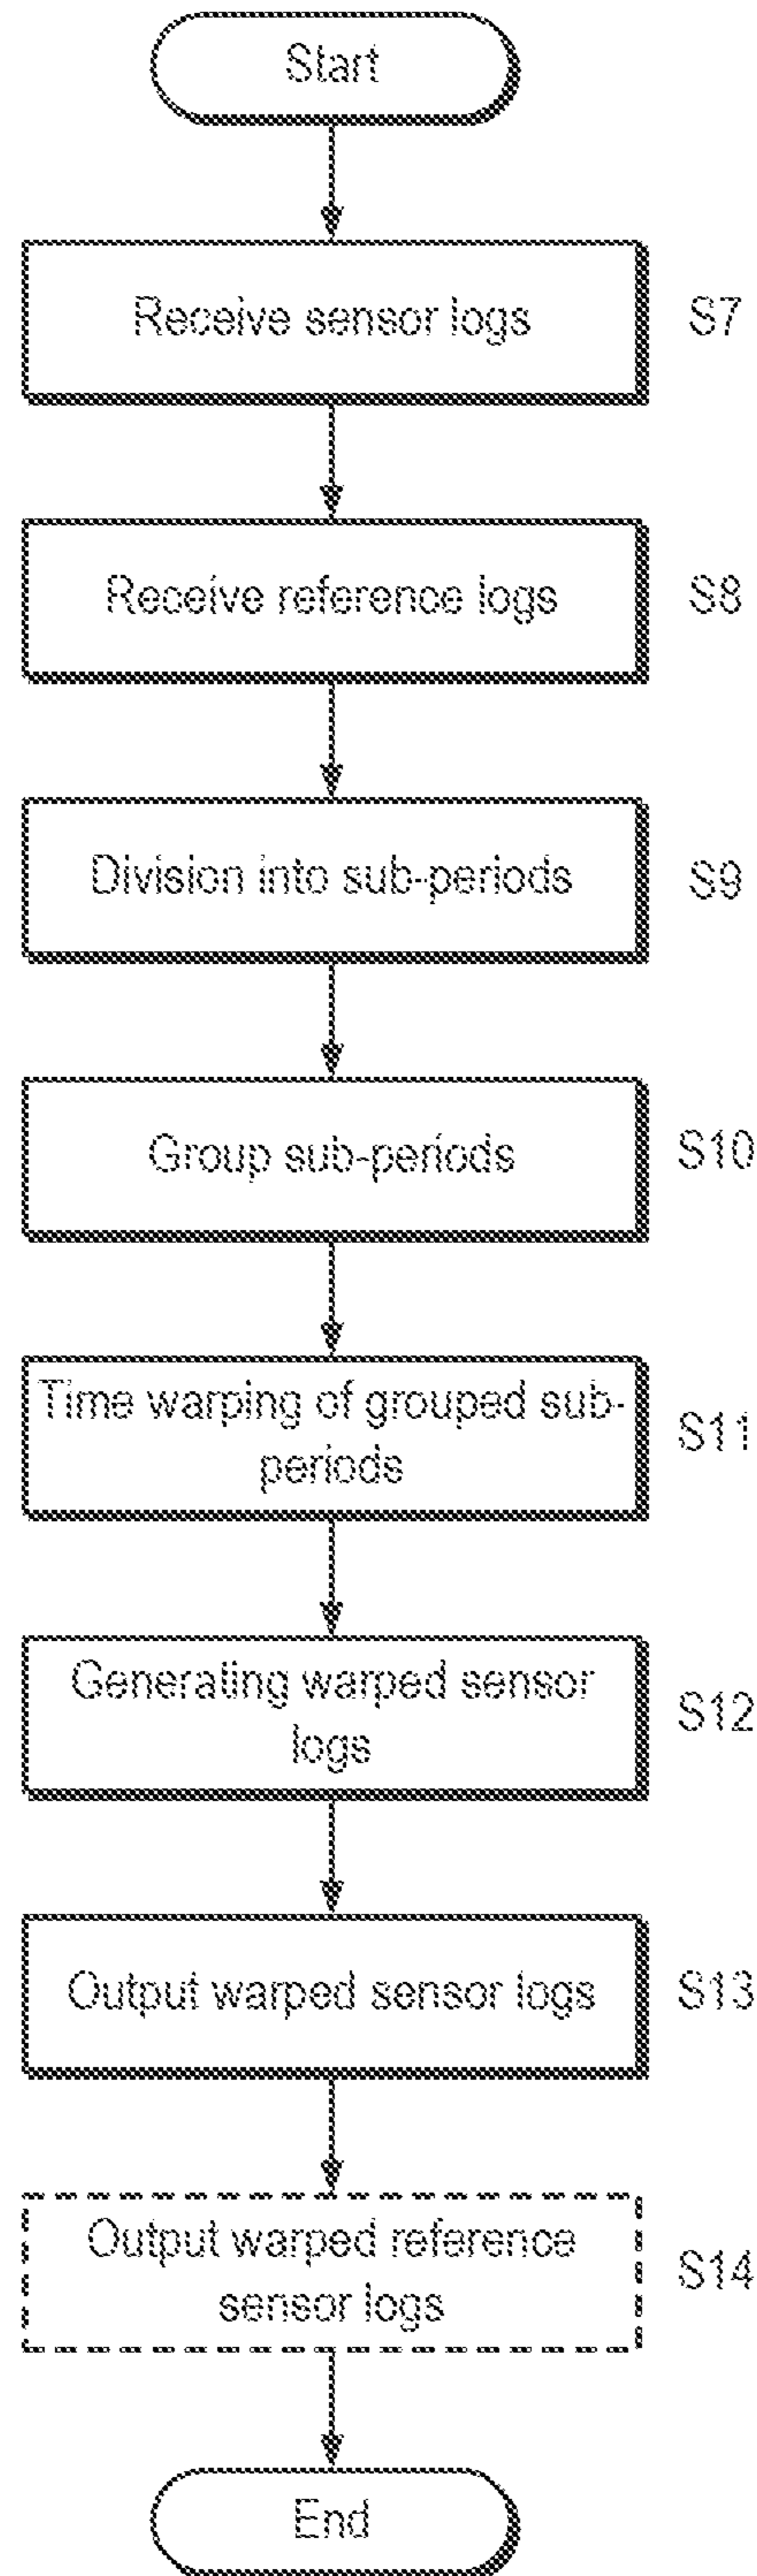 Start
Receive sensor logs
S7
Receive reference logs
S8
Division into sub-periods
S9
Group sub-periods
S10
Time warping of grouped sub-
periods
S11
Generating warped sensor
logs
S12
Output warped sensor logs
S13
Output warped reference
sensor logs
S14
End